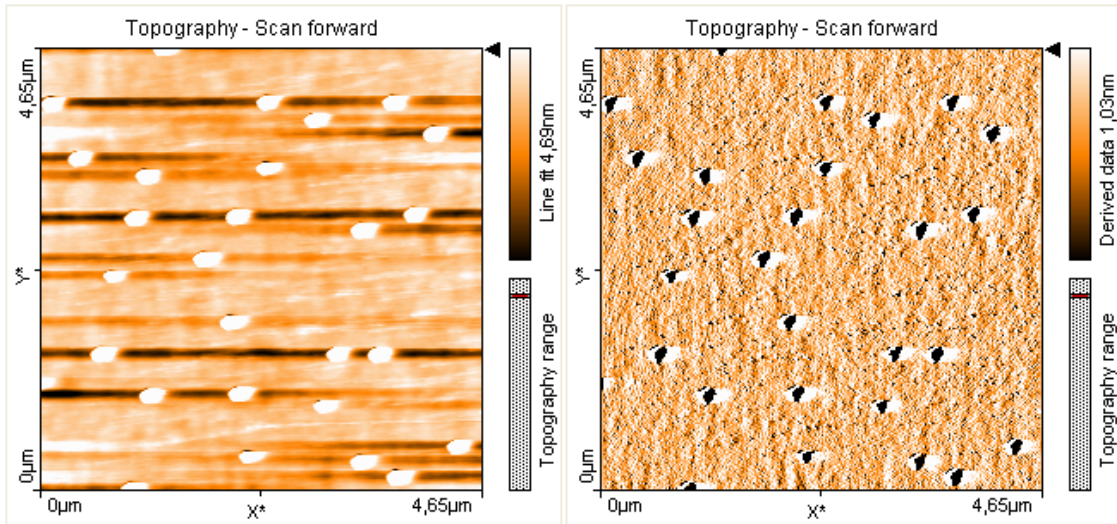 Topography - Scan forward
4,65µm
Y*
0µm
0µm
X*
4,65µm
Line fit 4,69nm
Topography range
Topography - Scan forward
4,65µm
Y*
0µm
0µm
X*
4,65µm
Derived data 1,03nm
Topography range